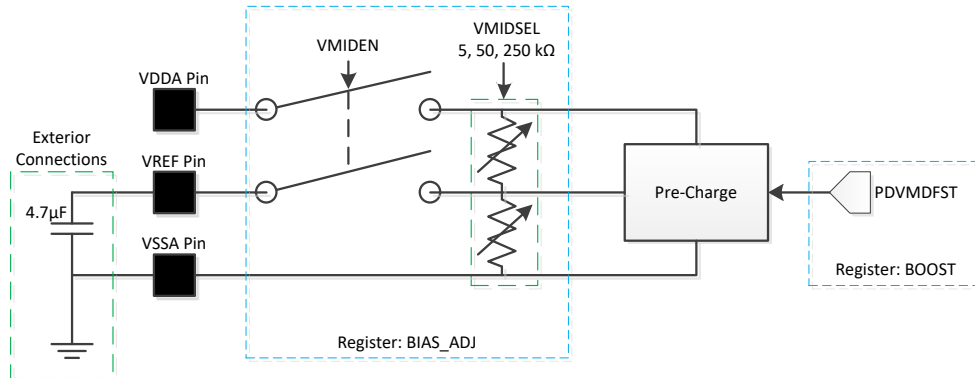 VMIDSEL
5, 50, 250 kΩ
VMIDEN
VDDA Pin
Exterior
Connections
VREF Pin
4.7µF
Pre-Charge
PDVMDFST
VSSA Pin
Register: BOOST
Register: BIAS_ADJ